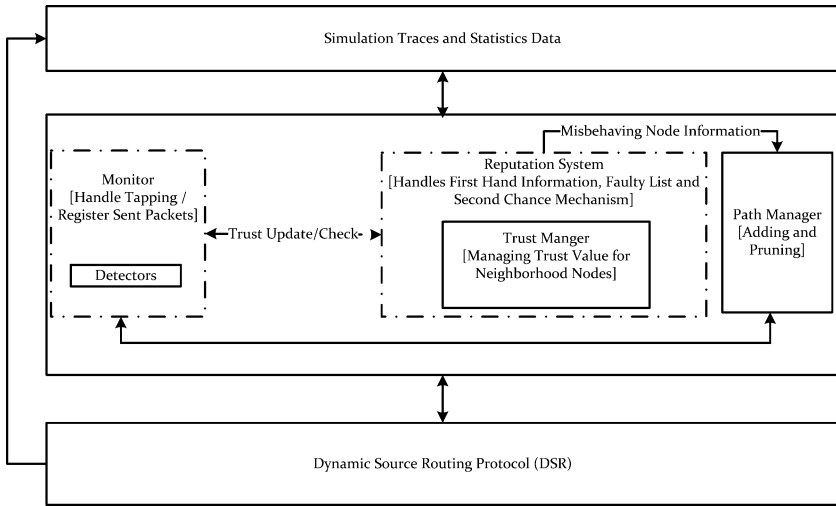 Simulation Traces and Statistics Data
Misbehaving Node Information
Monitor
[Handle Tapping /
Register Sent Packets]
Detectors
Trust Update/Check
Reputation System
[Handles First Hand Information, Faulty List and
Second Chance Mechanism]
Trust Manger
[Managing Trust Value for
Neighborhood Nodes]
Path Manager
[Adding and
Pruning]
Dynamic Source Routing Protocol (DSR)